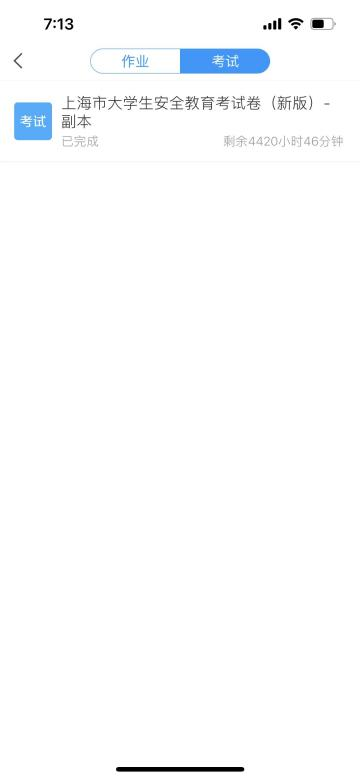 7:13
作业
考试
考试
上海市大学生安全教育考试卷（新版）-
副本
已完成
剩余4420小时46分钟